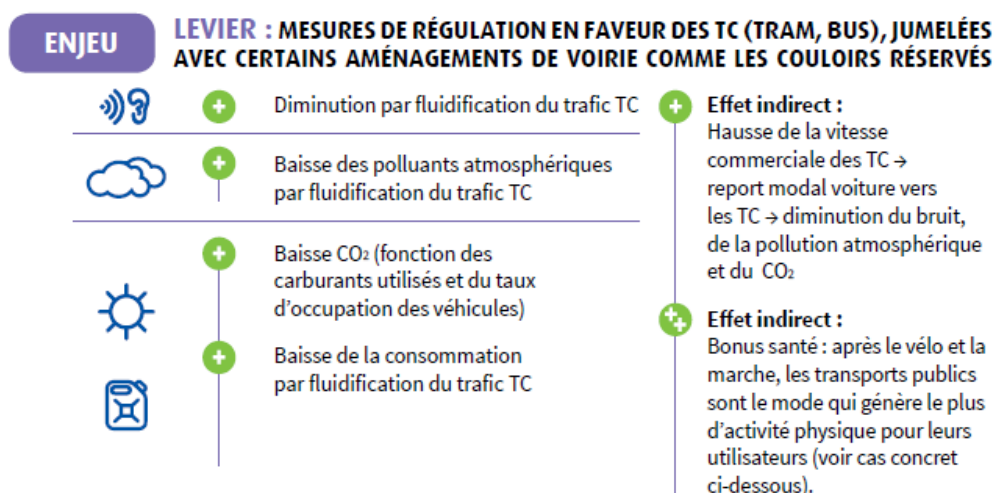 ENJEU
LEVIER : MESURES DE RÉGULATION EN FAVEUR DES TC (TRAM, BUS), JUMELÉES
AVEC CERTAINS AMÉNAGEMENTS DE VOIRIE COMME LES COULOIRS RÉSERVÉS
Diminution par fluidification du trafic TC
Baisse des polluants atmosphériques
par fluidification du trafic TC
Baisse CO2 (fonction des
carburants utilisés et du taux
d'occupation des véhicules)
Baisse de la consommation
par fluidification du trafic TC
Effet indirect :
Hausse de la vitesse
commerciale des TC →
report modal voiture vers
les TC → diminution du bruit,
de la pollution atmosphérique
et du CO2
Effet indirect :
Bonus santé : après le vélo et la
marche, les transports publics
sont le mode qui génère le plus
d'activité physique pour leurs
utilisateurs (voir cas concret
ci-dessous).